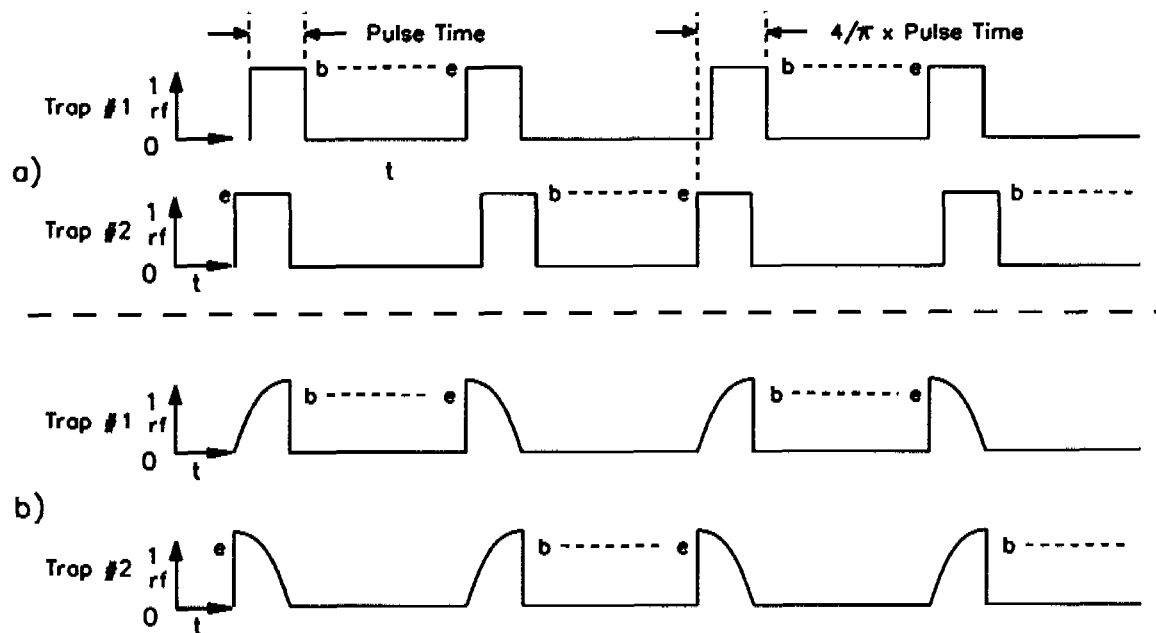 Pulse Time
4/π x Pulse Time
b e b e
1
Trap #1 rf
0
t
a)
e b e b
1
Trap #2 rf
0
t
b e b e
1
Trap #1 rf
0
t
b)
e b e b
1
Trap #2 rf
0
t